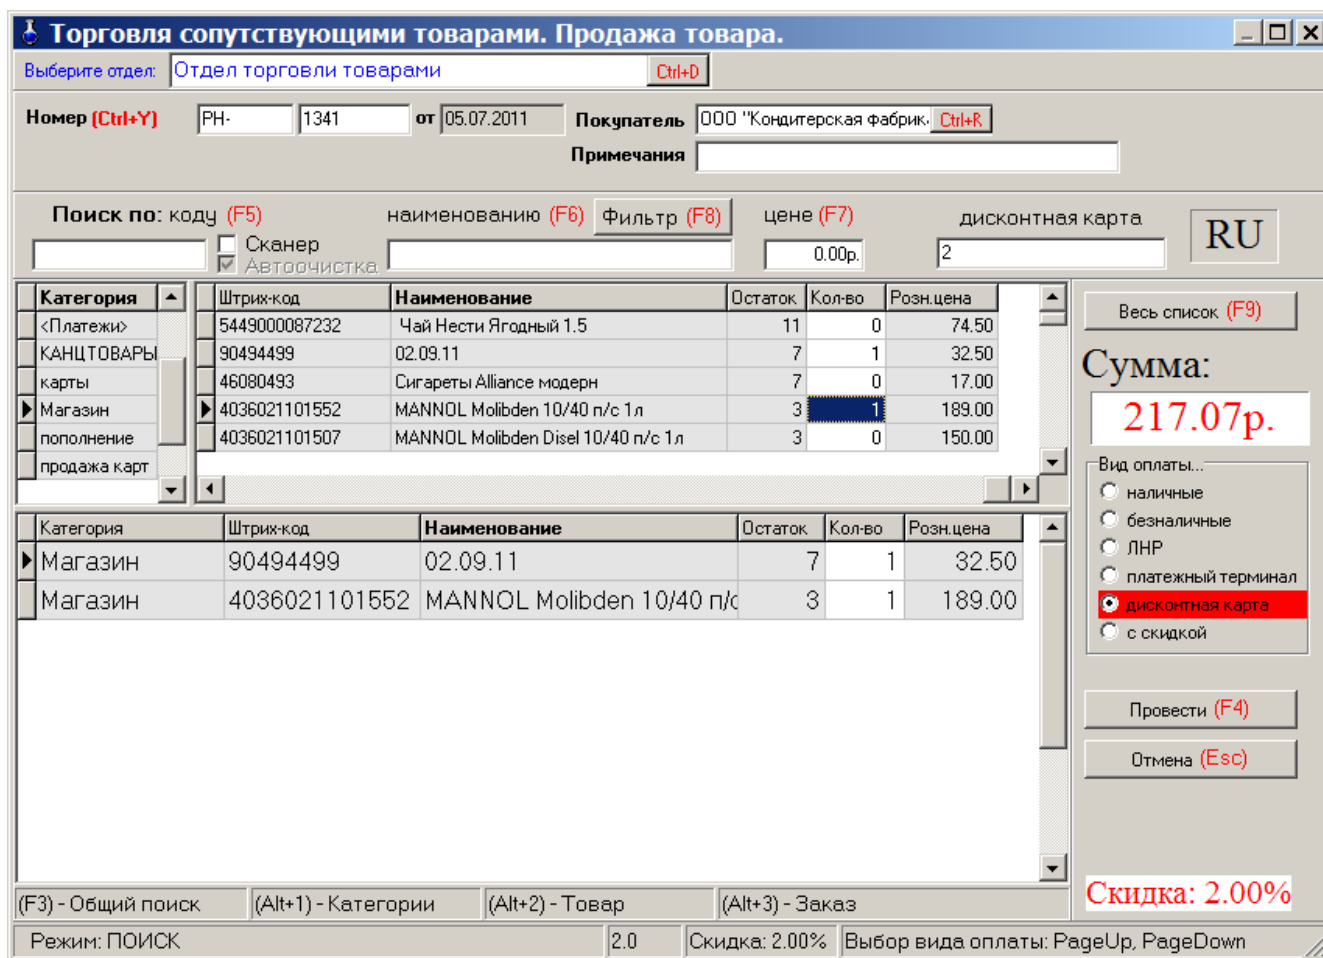 Торговля сопутствующими товарами. Продажа товара.
Выберите отдел: Отдел торговли товарами Ctrl+D
Номер (Ctrl+Y) РН- 1341 от 05.07.2011 Покупатель ООО "Кондитерская фабрик Ctrl+R
Примечания
Поиск по: коду (F5) наименованию (F6) Фильтр (F8) цене (F7) дисконтная карта RU
Сканер
Автоочистка 0.00р. 2
Категория Штрих-код Наименование Остаток Кол-во Розн.цена
<Платежи> 5449000087232 Чай Нести Ягодный 1.5 11 0 74.50
КАНЦТОВАРЫ 90494499 02.09.11 7 1 32.50
карты 46080493 Сигареты Alliance модерн 7 0 17.00
Магазин 4036021101552 MANNOL Molibden 10/40 п/с 1л 3 1 189.00
пополнение 4036021101507 MANNOL Molibden Disel 10/40 п/с 1л 3 0 150.00
продажа карт
Весь список (F9)
Сумма:
217.07р.
Вид оплаты...
наличные
безналичные
ЛНР
платежный терминал
дисконтная карта
с скидкой
Провести (F4)
Отмена (Esc)
Скидка: 2.00%
Категория Штрих-код Наименование Остаток Кол-во Розн.цена
Магазин 90494499 02.09.11 7 1 32.50
Магазин 4036021101552 MANNOL Molibden 10/40 п/с 3 1 189.00
(F3) - Общий поиск (Alt+1) - Категории (Alt+2) - Товар (Alt+3) - Заказ
Режим: ПОИСК 2.0 Скидка: 2.00% Выбор вида оплаты: PageUp, PageDown